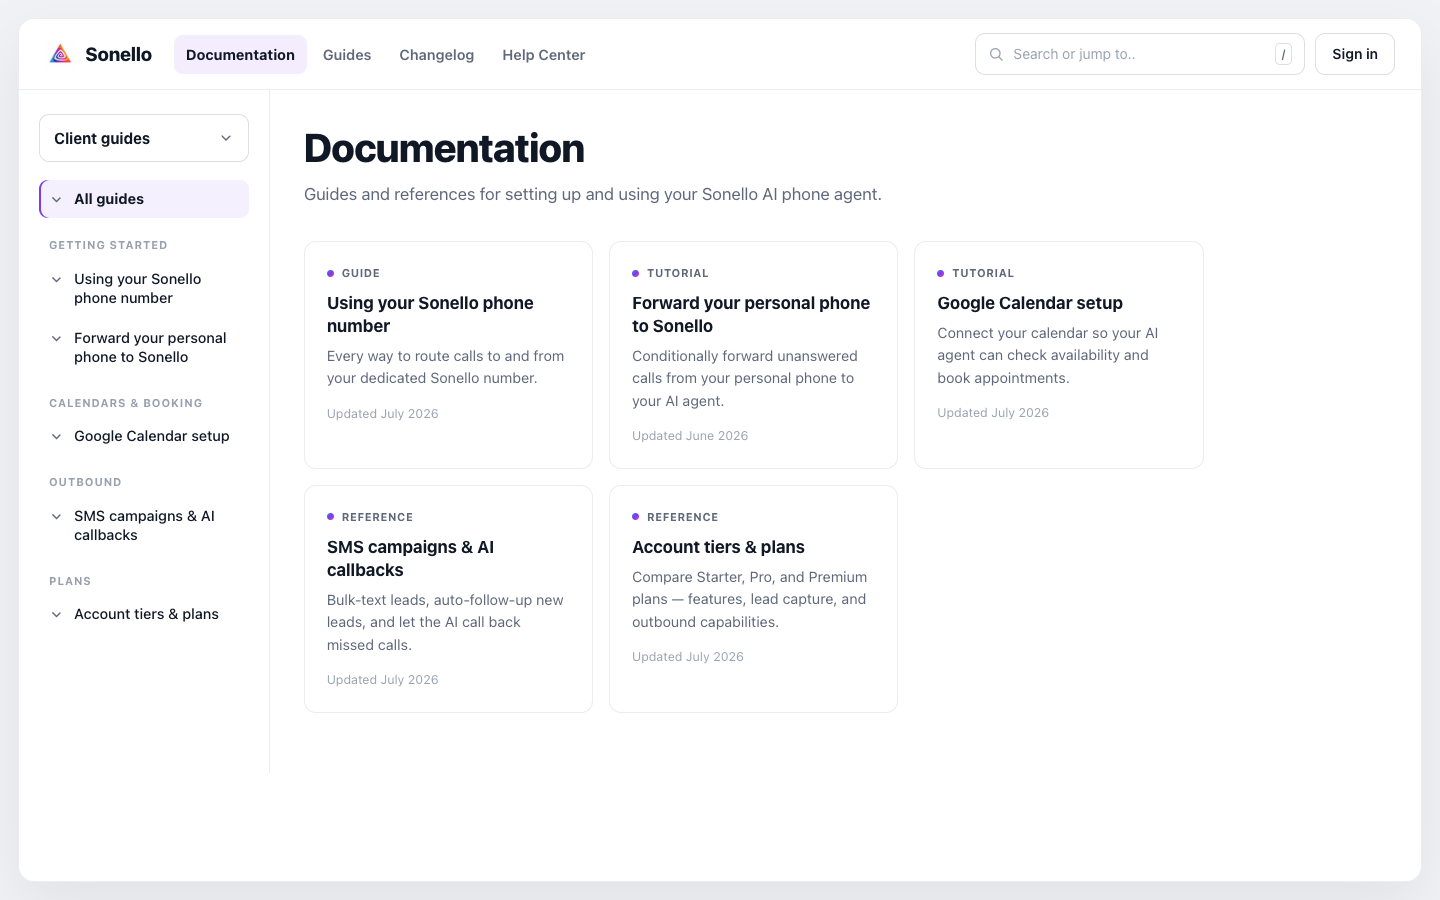 Sonello
Documentation
Guides
Changelog
Help Center
Search or jump to..
/
Sign in
Client guides
All guides
GETTING STARTED
Using your Sonello
phone number
Forward your personal
phone to Sonello
CALENDARS & BOOKING
Google Calendar setup
OUTBOUND
SMS campaigns & AI
callbacks
PLANS
Account tiers & plans
Documentation
Guides and references for setting up and using your Sonello AI phone agent.
GUIDE
Using your Sonello phone
number
Every way to route calls to and from
your dedicated Sonello number.
Updated July 2026
TUTORIAL
Forward your personal phone
to Sonello
Conditionally forward unanswered
calls from your personal phone to
your AI agent.
Updated June 2026
TUTORIAL
Google Calendar setup
Connect your calendar so your AI
agent can check availability and
book appointments.
Updated July 2026
REFERENCE
SMS campaigns & AI
callbacks
Bulk-text leads, auto-follow-up new
leads, and let the AI call back
missed calls.
Updated July 2026
REFERENCE
Account tiers & plans
Compare Starter, Pro, and Premium
plans — features, lead capture, and
outbound capabilities.
Updated July 2026